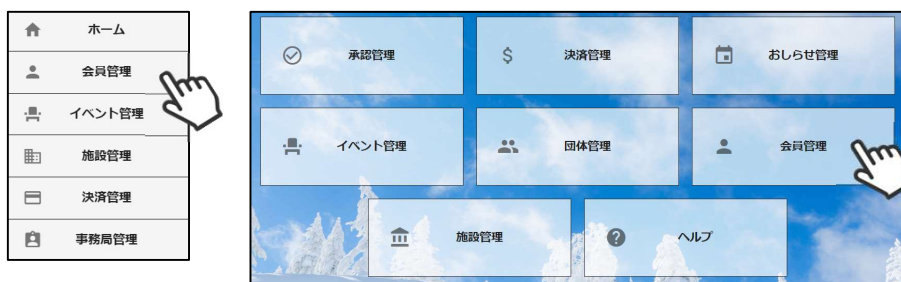 ホーム
会員管理
イベント管理
施設管理
決済管理
事務局管理
承認管理
決済管理
おしらせ管理
イベント管理
団体管理
会員管理
施設管理
ヘルプ